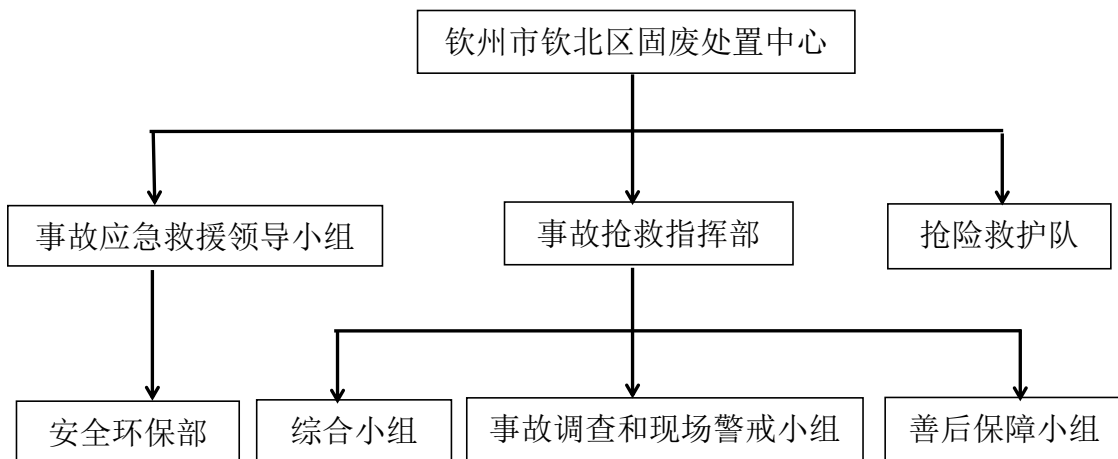 钦州市钦北区固废处置中心
事故应急救援领导小组
事故抢救指挥部
抢险救护队
安全环保部
综合小组
事故调查和现场警戒小组
善后保障小组